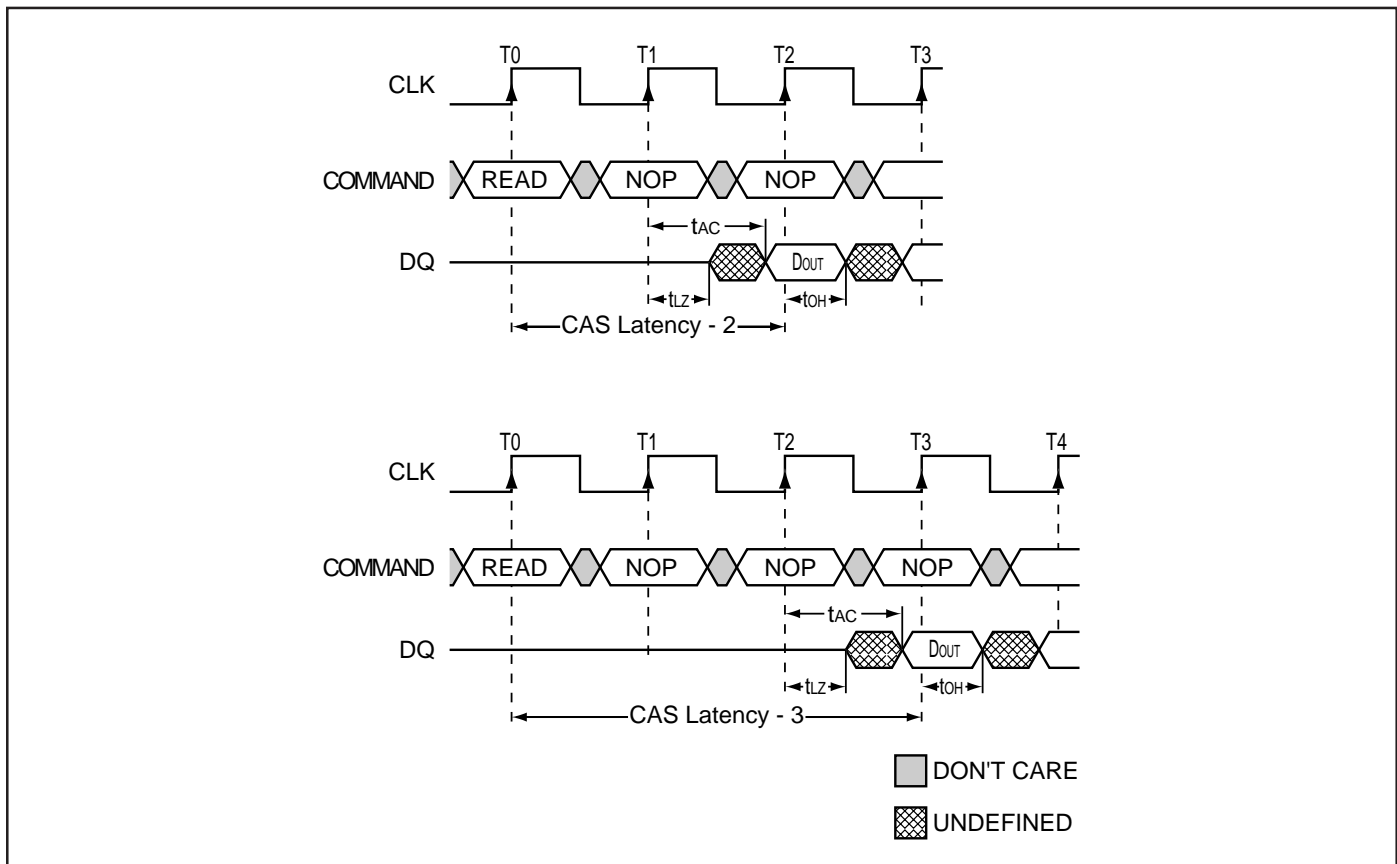 T0 T1 T2 T3
CLK
COMMAND READ NOP NOP
tAC
DQ DOUT
tLZ tOH
CAS Latency - 2
T0 T1 T2 T3 T4
CLK
COMMAND READ NOP NOP NOP
tAC
DQ DOUT
tLZ tOH
CAS Latency - 3
DON'T CARE
UNDEFINED